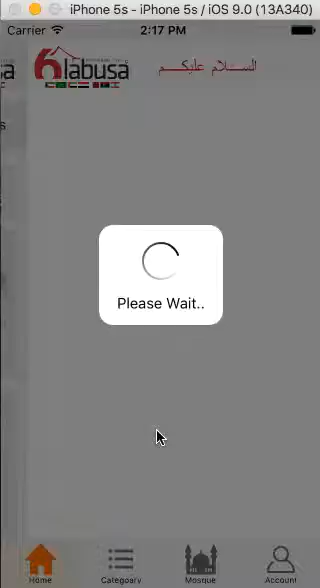 iPhone 5s - iPhone 5s / iOS 9.0 (13A340)
Carrier 2:17 PM
labusa
السلام عليكم
Please Wait..
Home Category Mosque Account